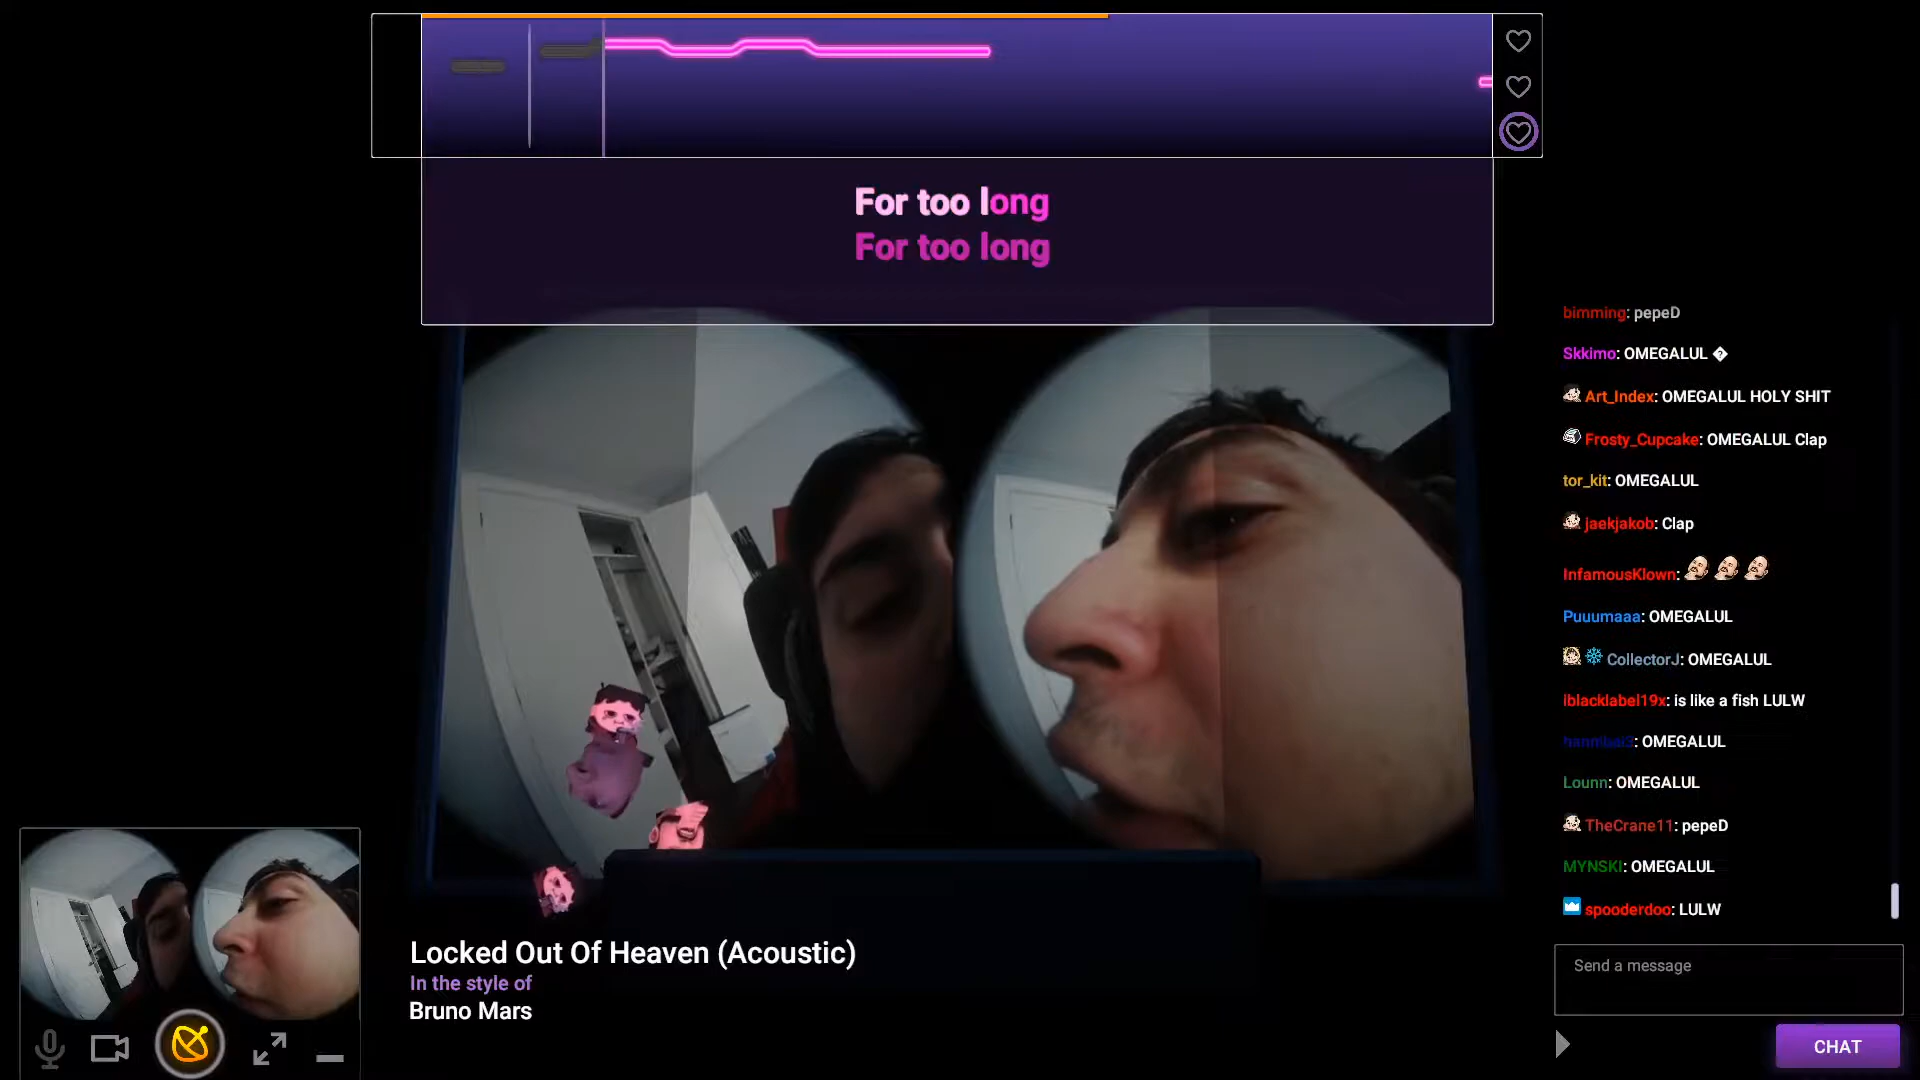 For too long
For too long
bimming: pepeD
Skkimo: OMEGALUL �
Art_Index: OMEGALUL HOLY SHIT
Frosty_Cupcake: OMEGALUL Clap
tor_kit: OMEGALUL
jaekjakob: Clap
InfamousKlown:
Puuumaaa: OMEGALUL
CollectorJ: OMEGALUL
iblacklabel19x: is like a fish LULW
: OMEGALUL
Lounn: OMEGALUL
TheCrane11: pepeD
MYNSKI: OMEGALUL
spooderdoo: LULW
Send a message
CHAT
Locked Out Of Heaven (Acoustic)
In the style of
Bruno Mars